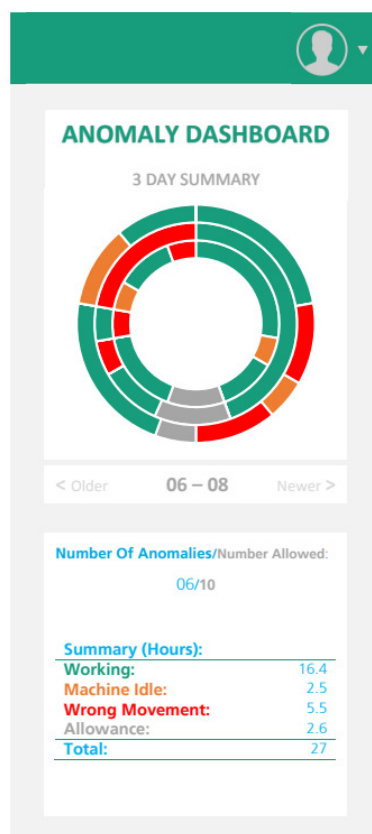 ANOMALY DASHBOARD
3 DAY SUMMARY
< Older 06 – 08 Newer >
Number Of Anomalies/Number Allowed:
06/10
Summary (Hours):
Working: 16.4
Machine Idle: 2.5
Wrong Movement: 5.5
Allowance: 2.6
Total: 27